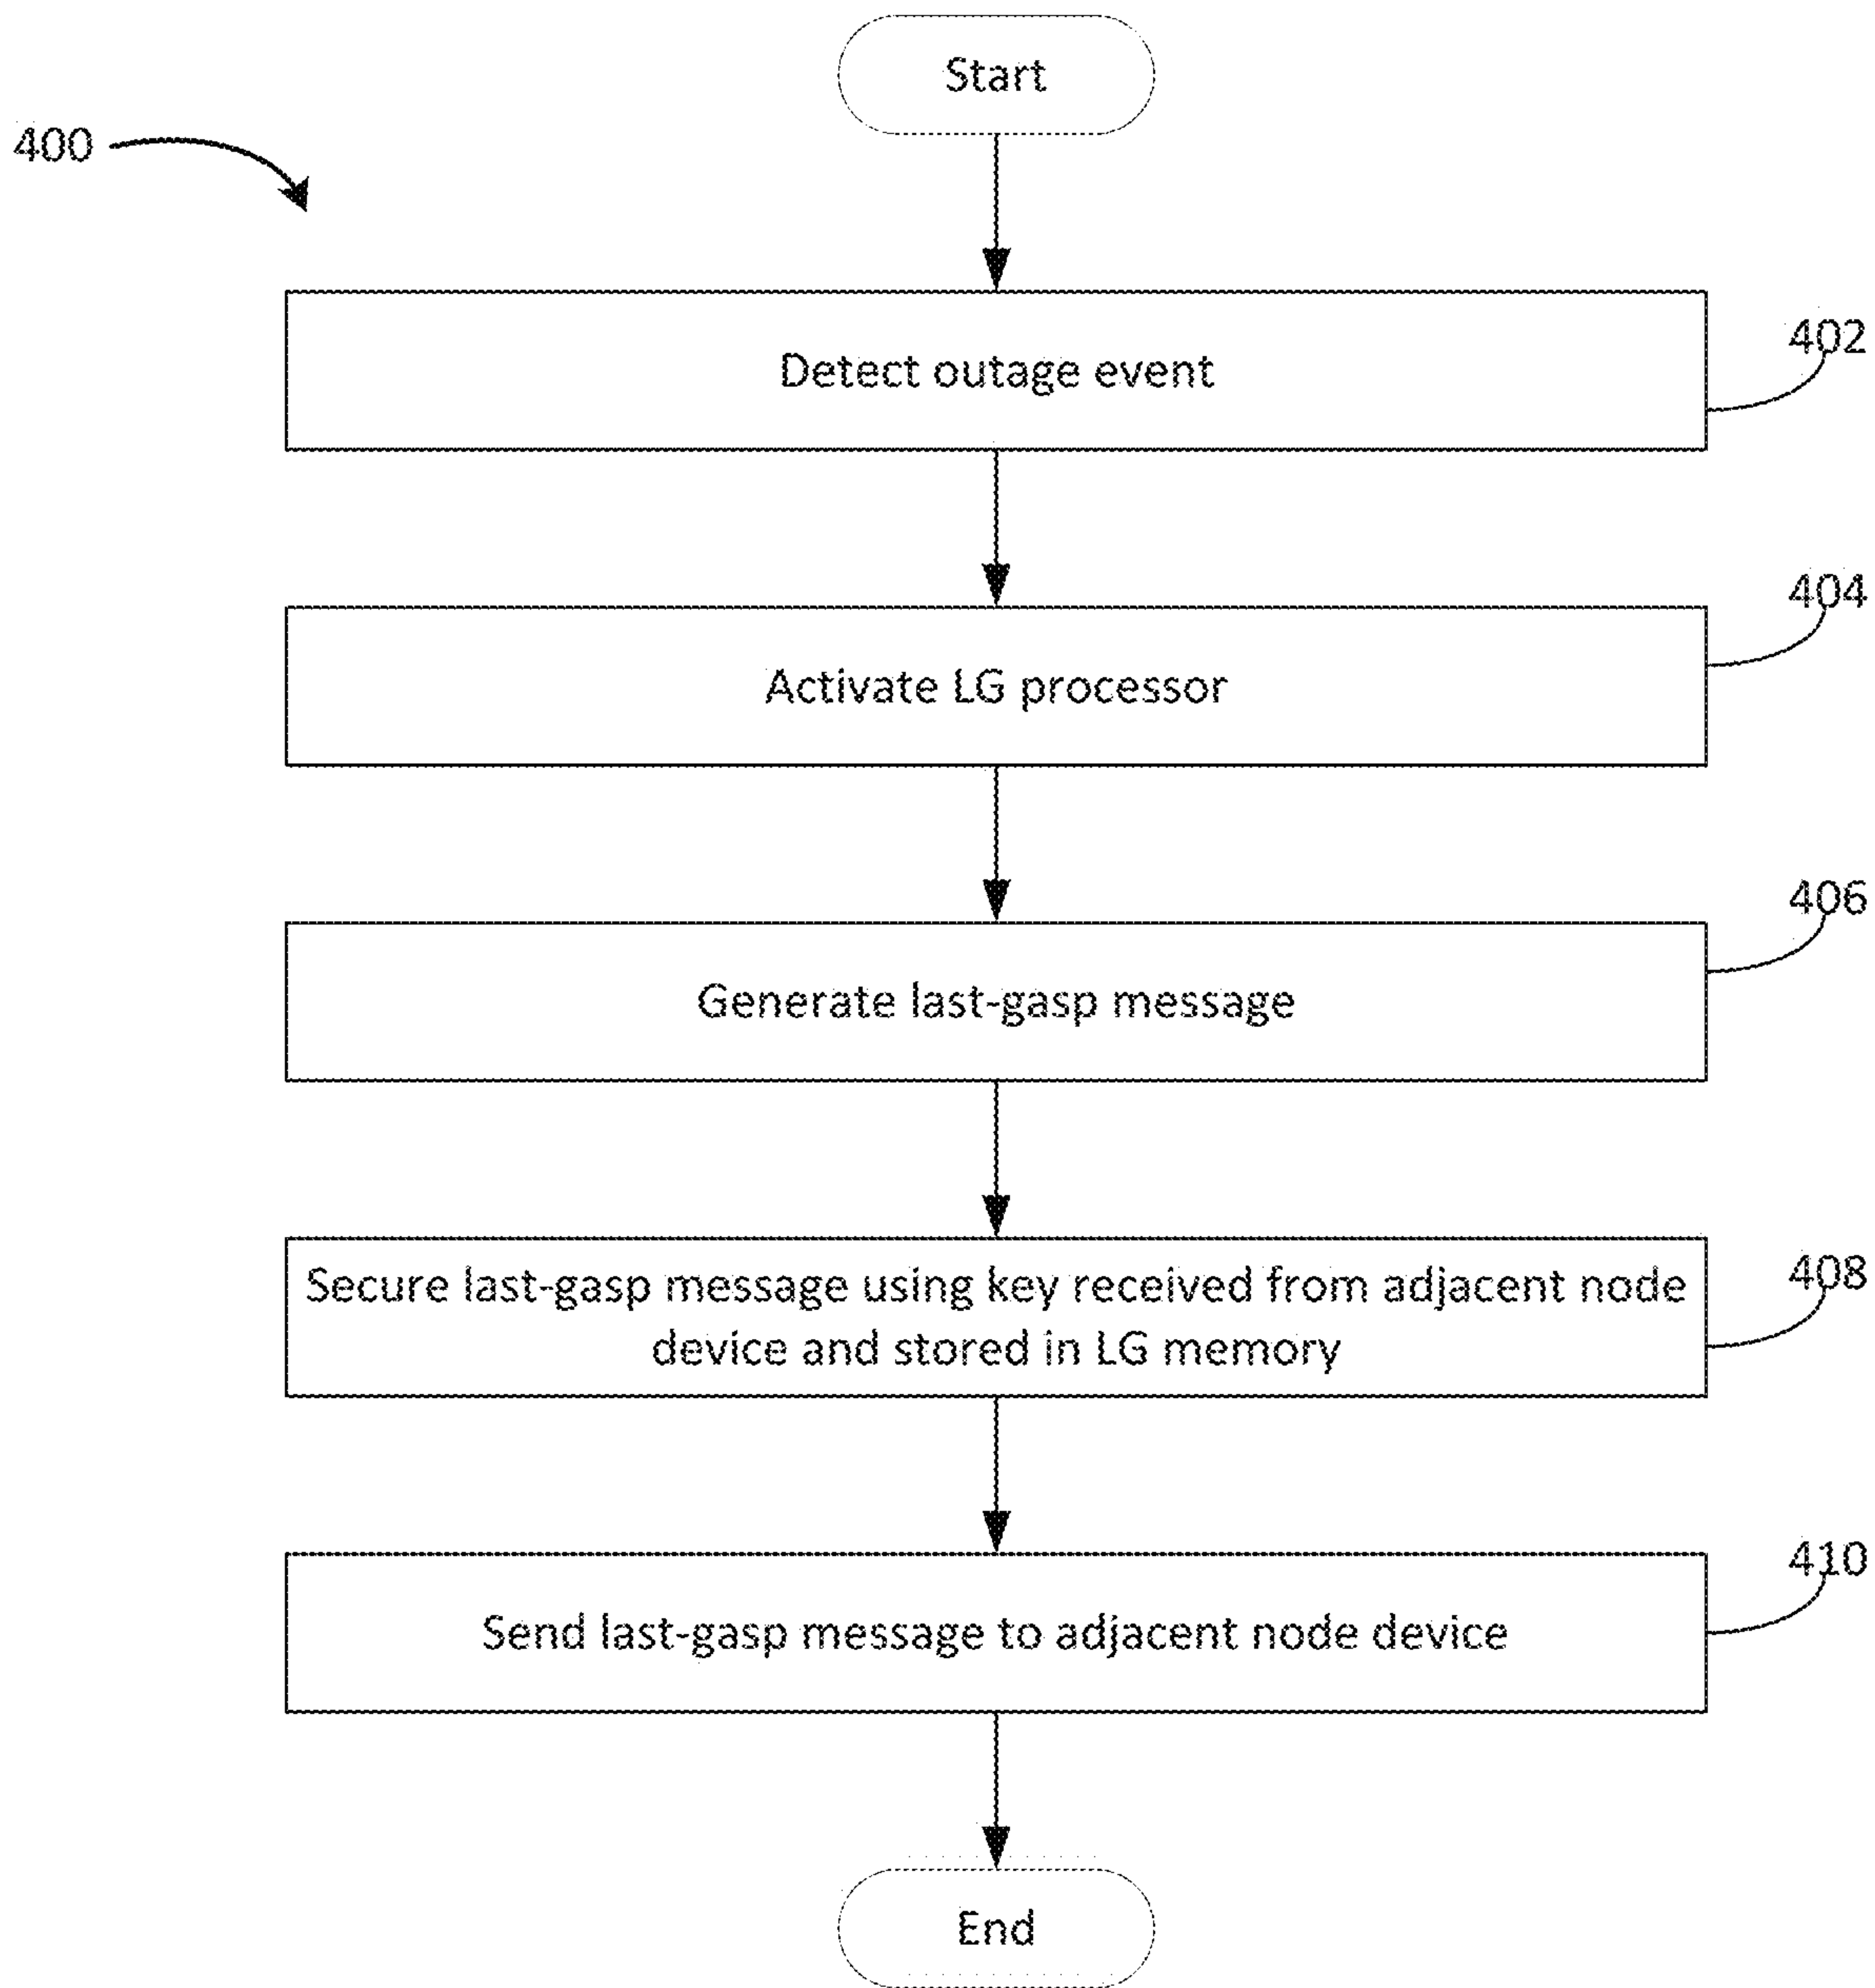 Start
400
Detect outage event
402
Activate LG processor
404
Generate last-gasp message
406
Secure last-gasp message using key received from adjacent node
device and stored in LG memory
408
Send last-gasp message to adjacent node device
410
End